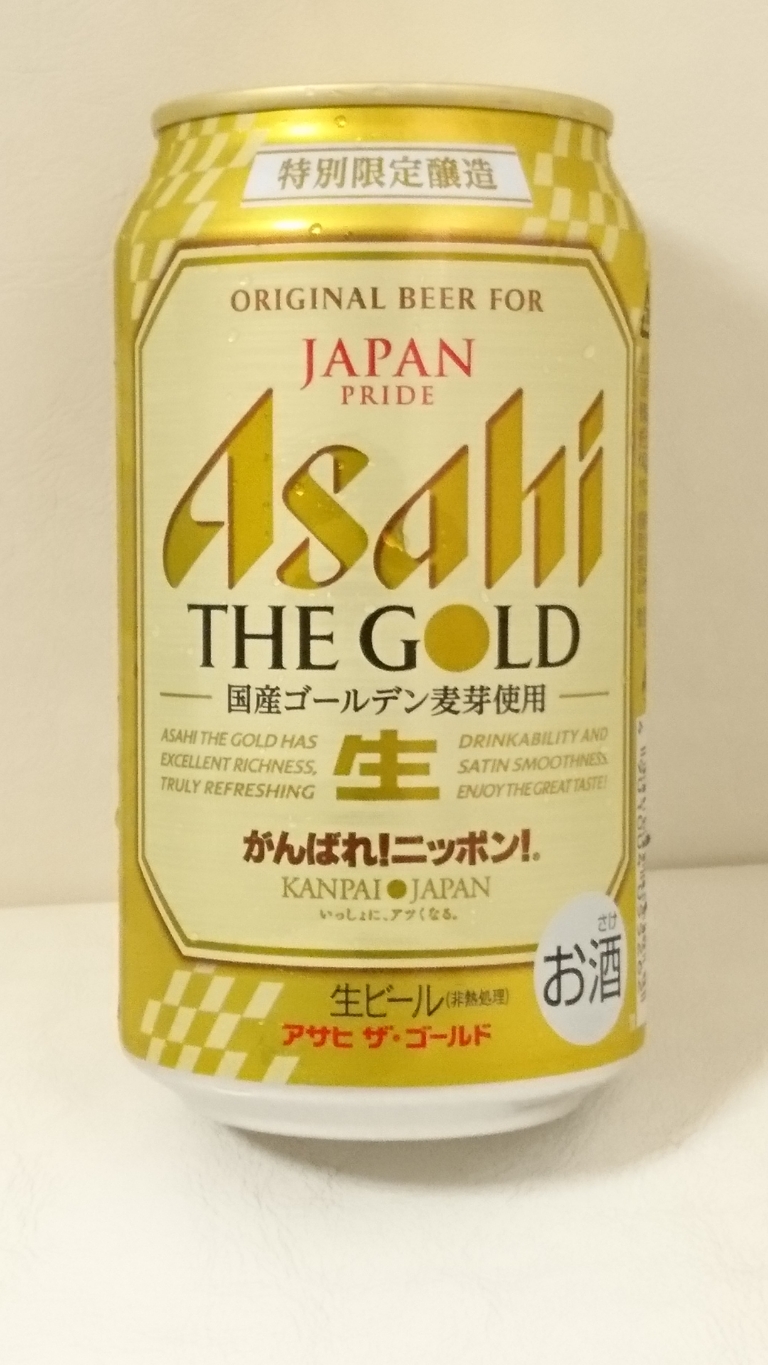 特別限定醸造
ORIGINAL BEER FOR
JAPAN
PRIDE
Asahi
THE GOLD
国産ゴールデン麦芽使用
ASAHI THE GOLD HAS
EXCELLENT RICHNESS,
TRULY REFRESHING
生
DRINKABILITY AND
SATIN SMOOTHNESS.
ENJOY THE GREAT TASTE!
がんばれ!ニッポン!®
KANPAI●JAPAN
いっしょに、アツくなる。
さけ
お酒
生ビール(非熱処理)
アサヒ ザ・ゴールド